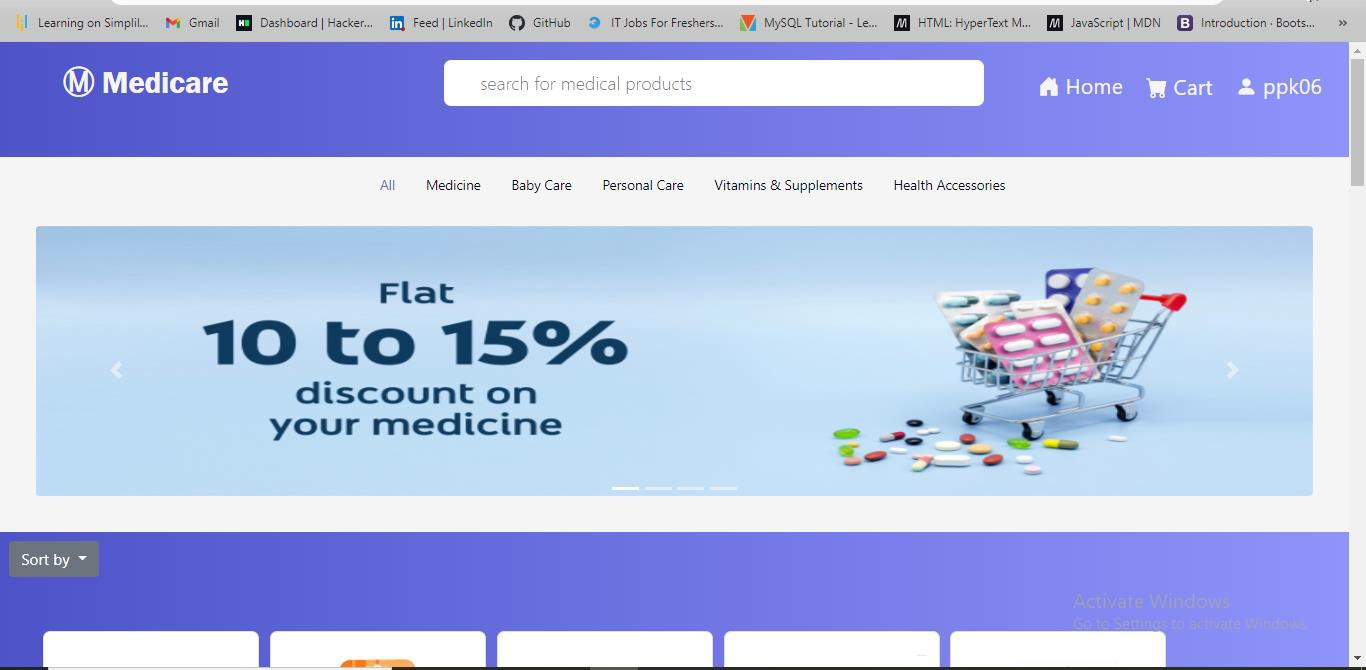 Learning on Simplil... Gmail Dashboard | Hacker... Feed | LinkedIn GitHub IT Jobs For Freshers... MySQL Tutorial - Le... HTML: HyperText M... JavaScript | MDN Introduction · Boots... »
Medicare search for medical products Home Cart ppk06
All Medicine Baby Care Personal Care Vitamins & Supplements Health Accessories
Flat
10 to 15%
discount on
your medicine
Sort by
Activate Windows
Go to Settings to activate Windows.